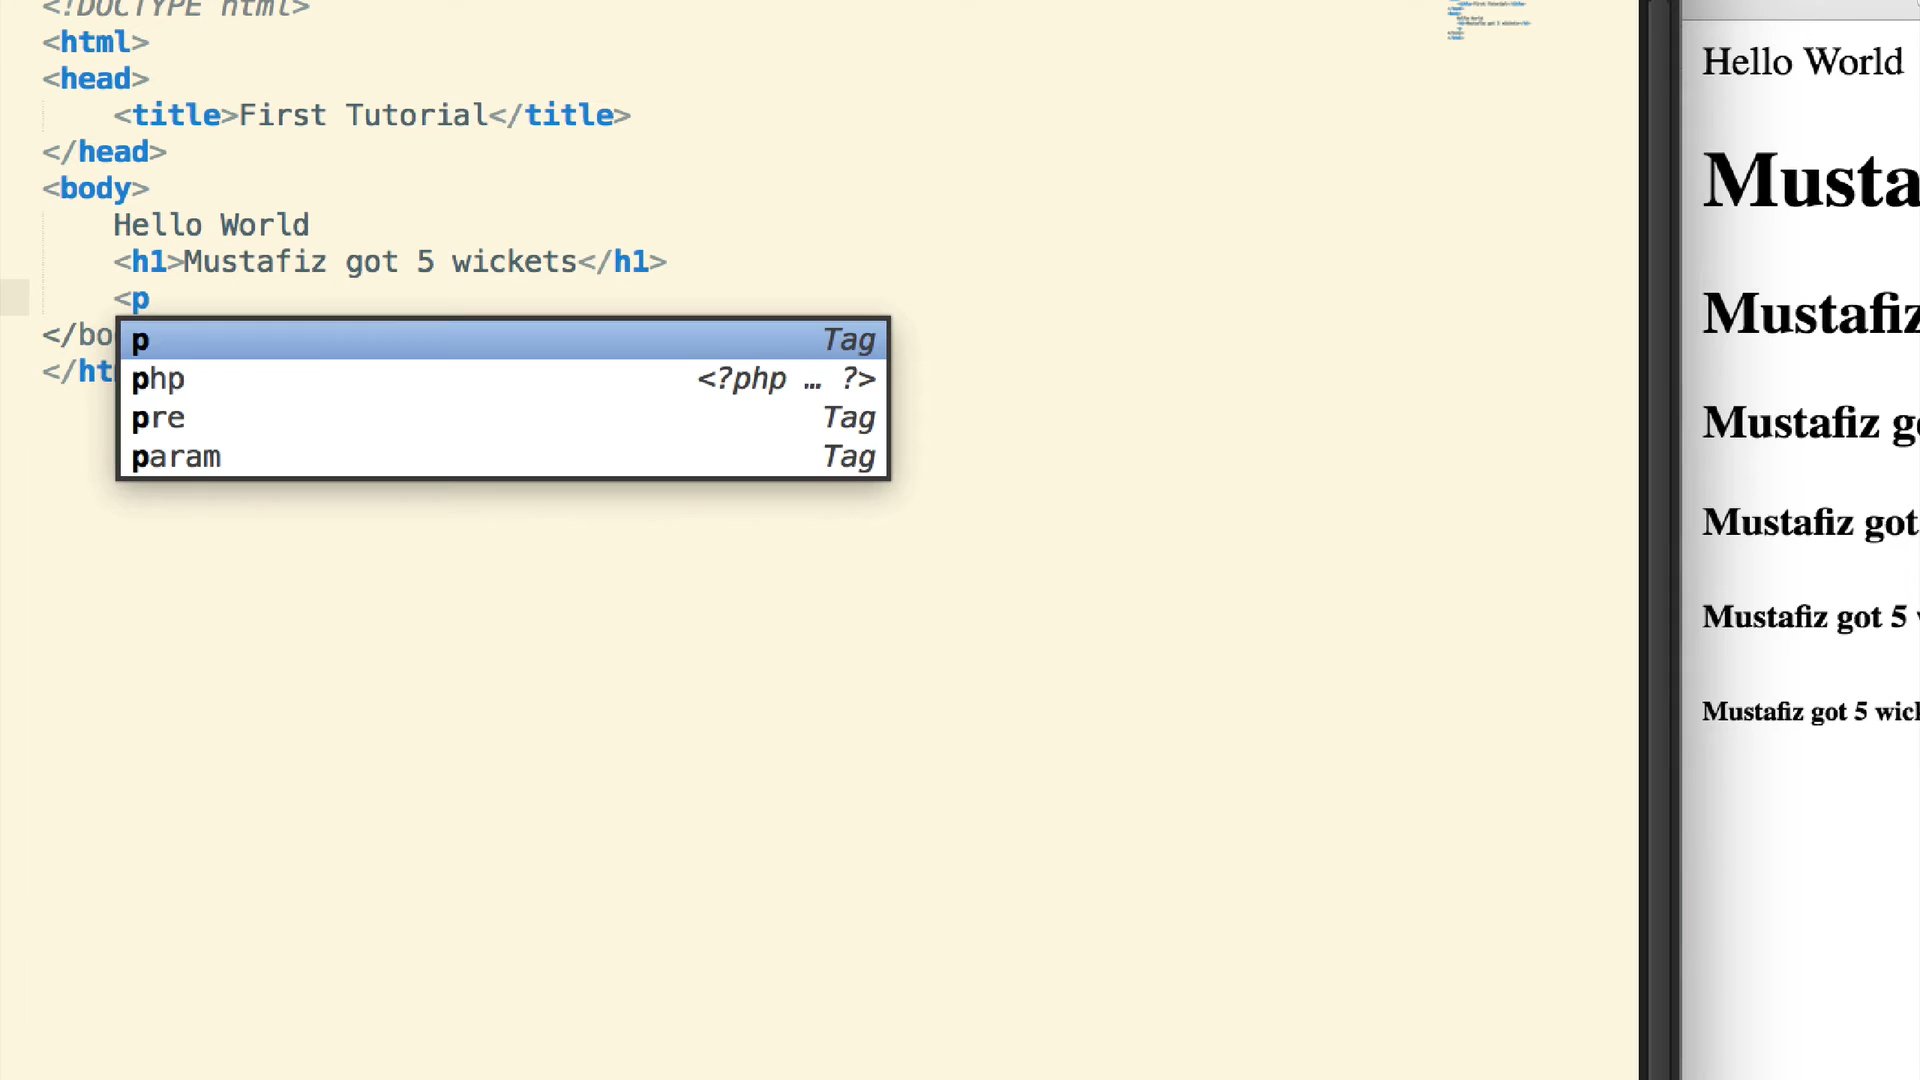 <!DOCTYPE html>
<html>
<head>
<title>First Tutorial</title>
</head>
<body>
Hello World
<h1>Mustafiz got 5 wickets</h1>
<p
</bo
</ht
p Tag
php <?php … ?>
pre Tag
param Tag
Hello World
Musta
Mustafiz
Mustafiz g
Mustafiz got
Mustafiz got 5
Mustafiz got 5 wick